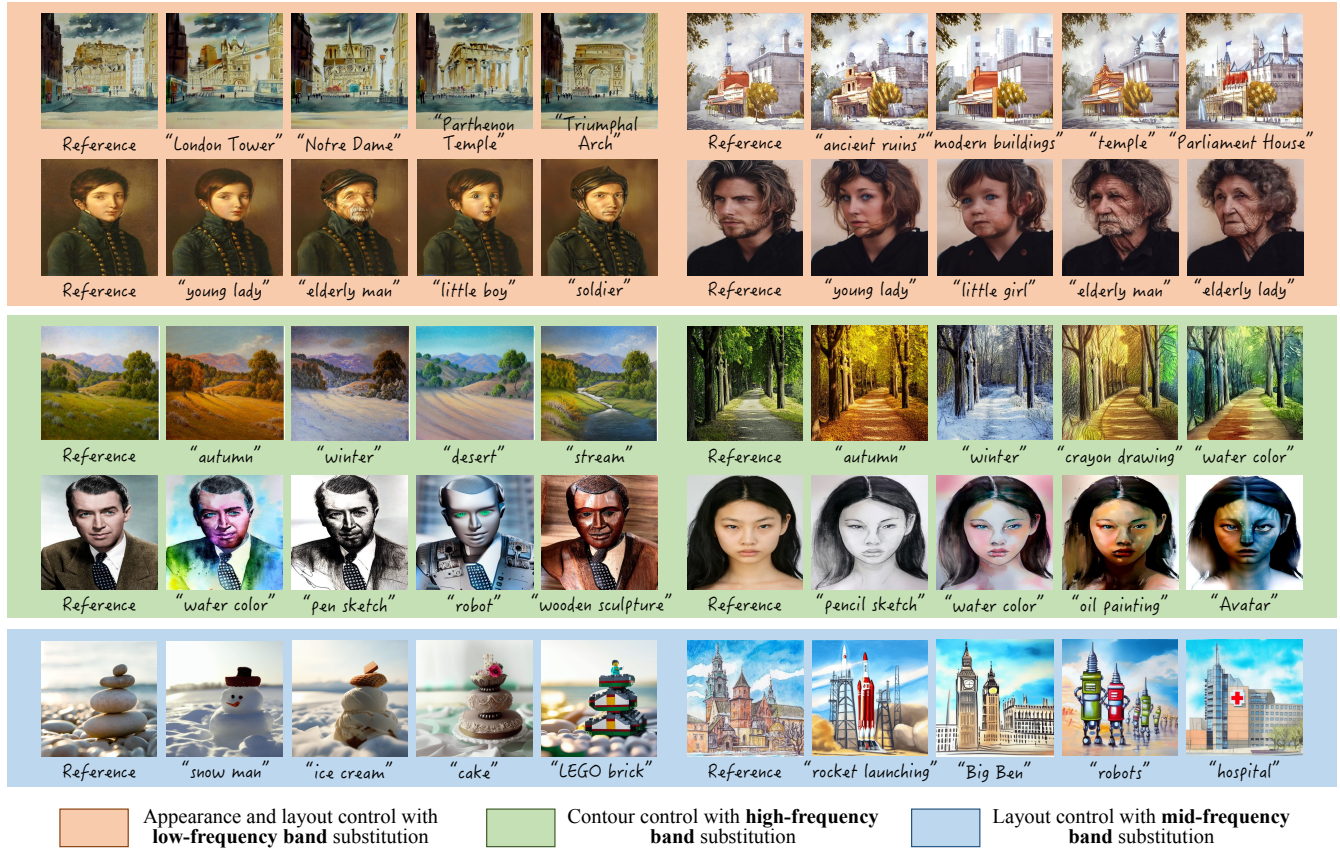 Reference "London Tower" "Notre Dame" "Parthenon Temple" "Triumphal Arch" Reference "ancient ruins" "modern buildings" "temple" "Parliament House"
Reference "young lady" "elderly man" "little boy" "soldier" Reference "young lady" "little girl" "elderly man" "elderly lady"
Reference "autumn" "winter" "desert" "stream" Reference "autumn" "winter" "crayon drawing" "water color"
Reference "water color" "pen sketch" "robot" "wooden sculpture" Reference "pencil sketch" "water color" "oil painting" "Avatar"
Reference "snow man" "ice cream" "cake" "LEGO brick" Reference "rocket launching" "Big Ben" "robots" "hospital"
Appearance and layout control with
low-frequency band substitution
Contour control with high-frequency
band substitution
Layout control with mid-frequency
band substitution